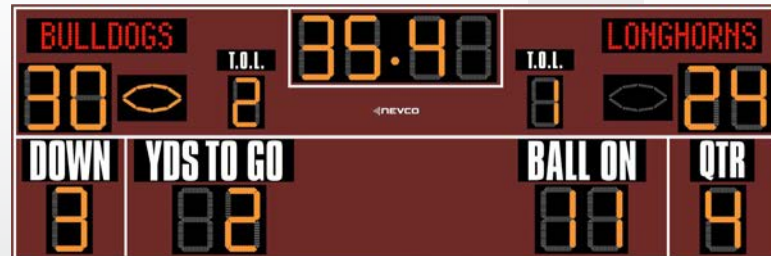 BULLDOGS 35.4 LONGHORNS
T.O.L. T.O.L.
30 2 1 24
NEVCO
DOWN YDS TO GO BALL ON QTR
3 2 11 4